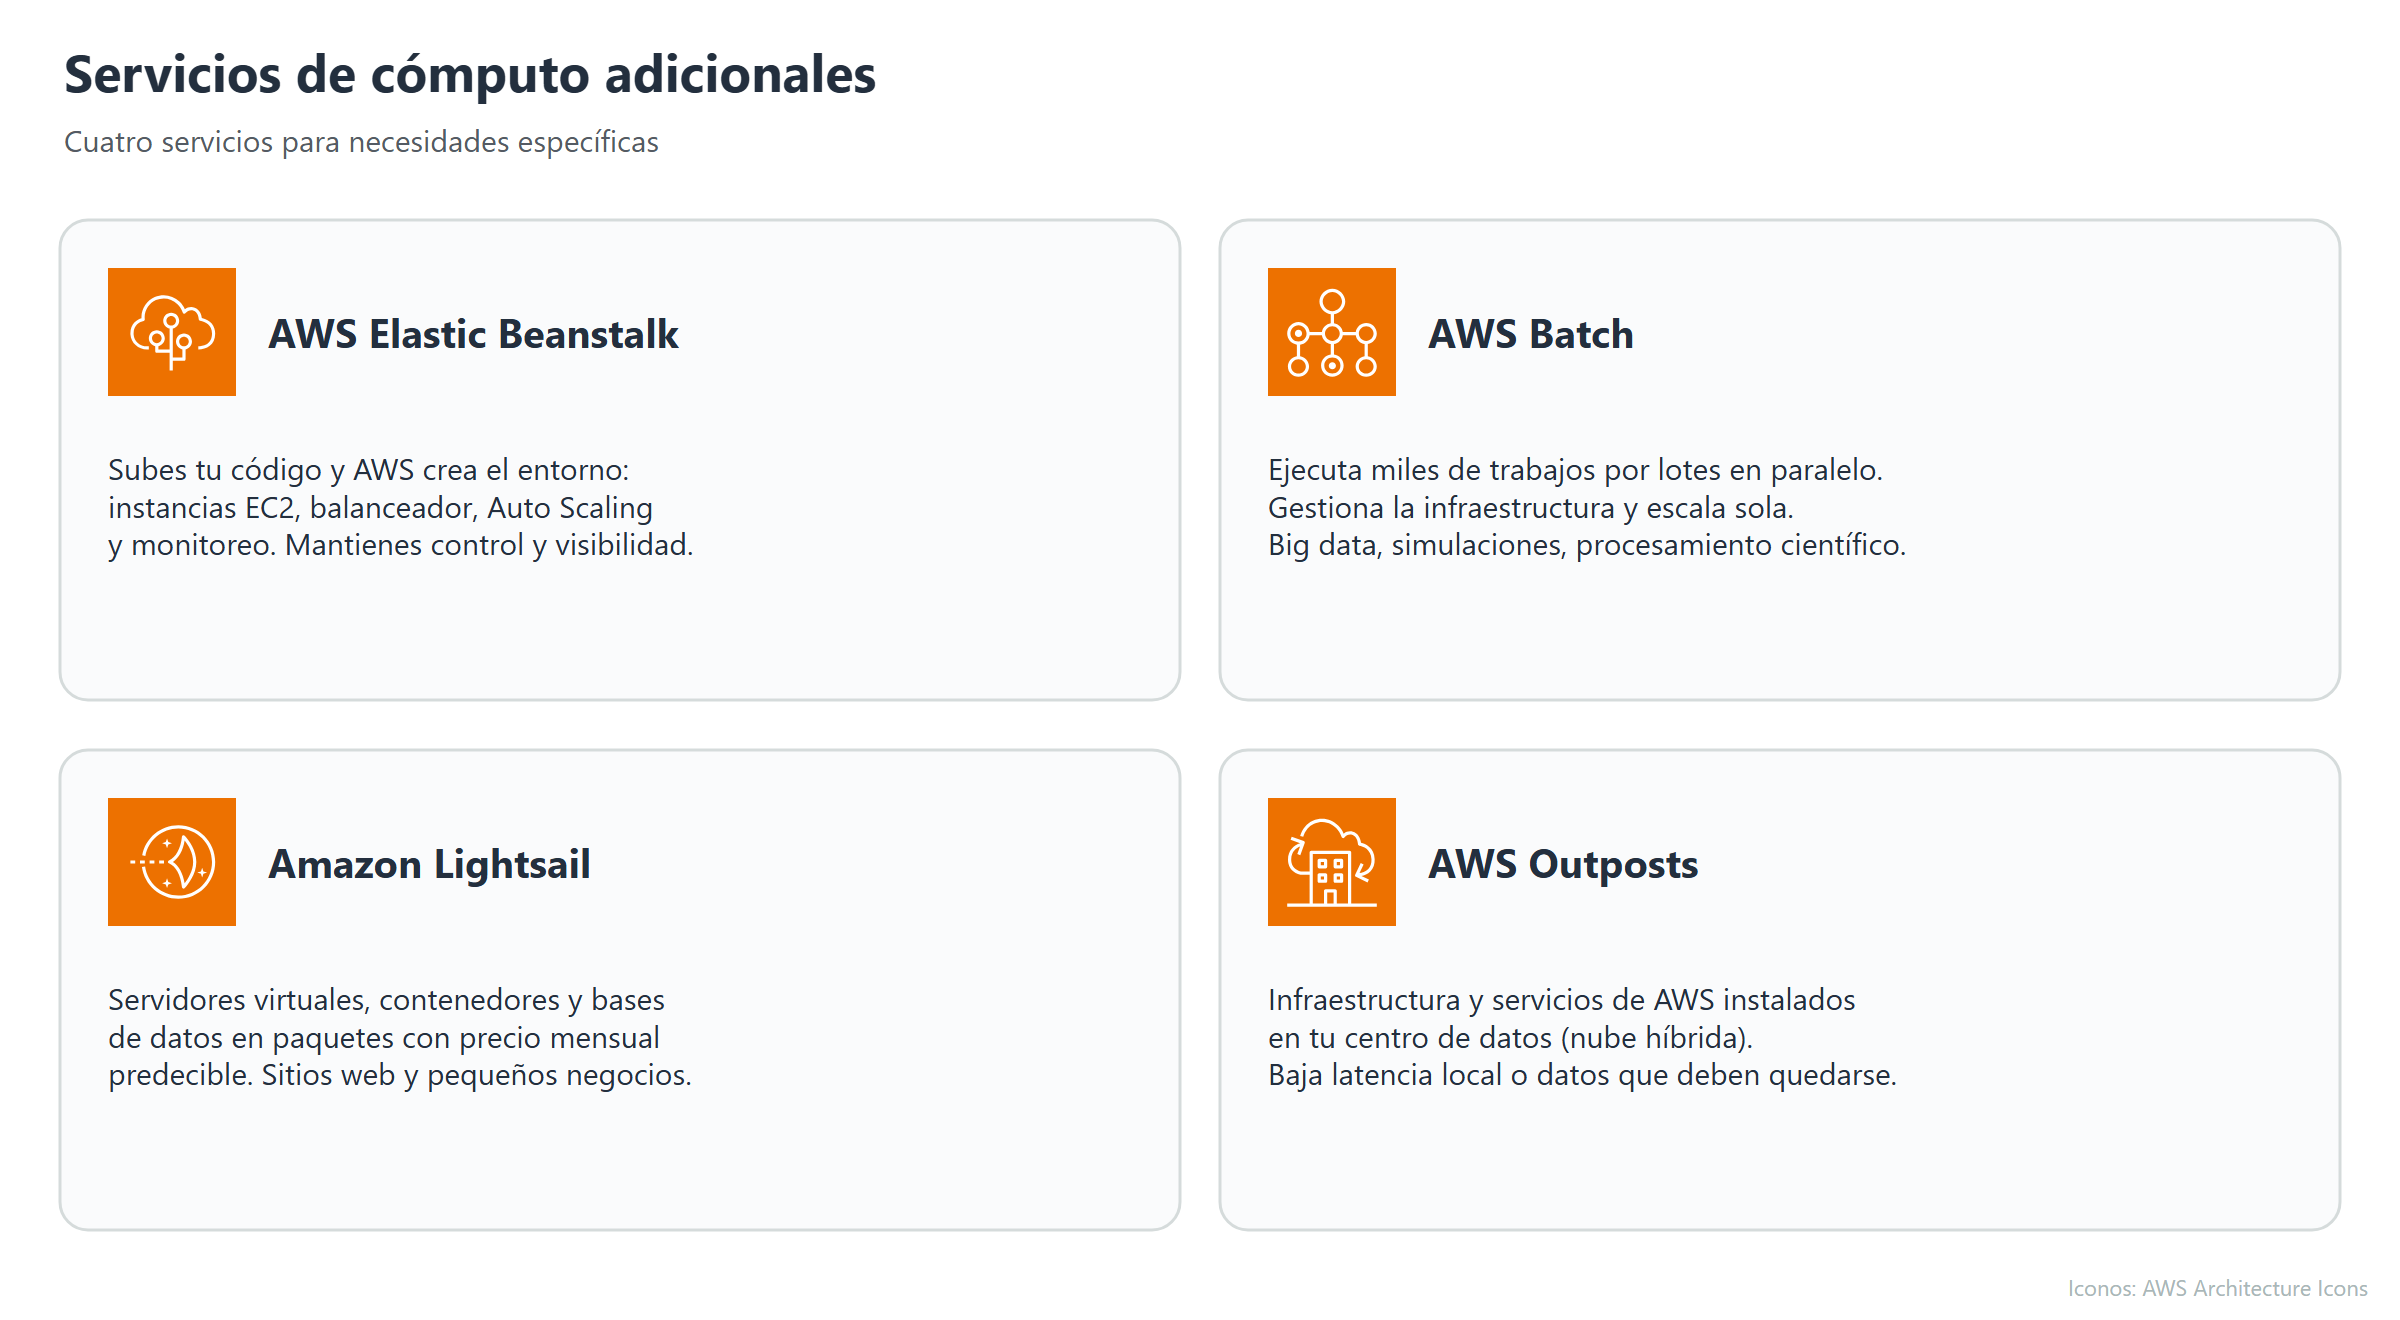 Servicios de cómputo adicionales
Cuatro servicios para necesidades específicas
AWS Elastic Beanstalk
Subes tu código y AWS crea el entorno:
instancias EC2, balanceador, Auto Scaling
y monitoreo. Mantienes control y visibilidad.
AWS Batch
Ejecuta miles de trabajos por lotes en paralelo.
Gestiona la infraestructura y escala sola.
Big data, simulaciones, procesamiento científico.
Amazon Lightsail
Servidores virtuales, contenedores y bases
de datos en paquetes con precio mensual
predecible. Sitios web y pequeños negocios.
AWS Outposts
Infraestructura y servicios de AWS instalados
en tu centro de datos (nube híbrida).
Baja latencia local o datos que deben quedarse.
Iconos: AWS Architecture Icons